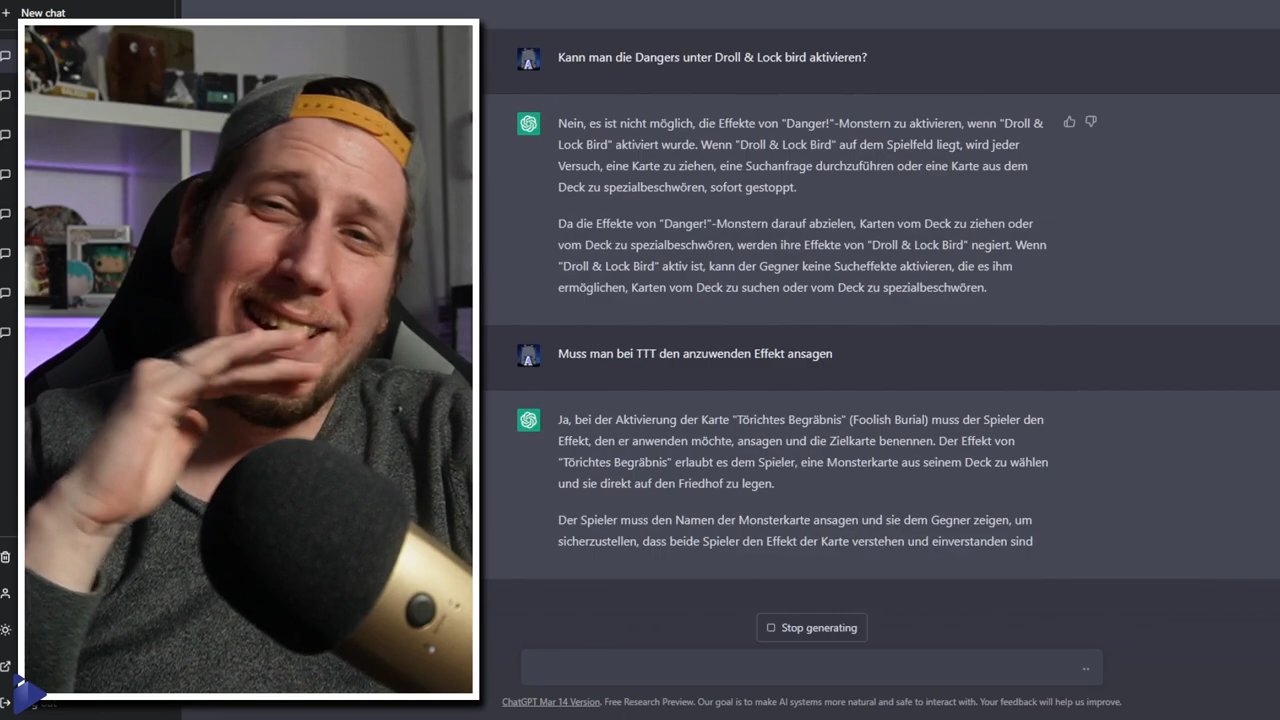 New chat
Kann man die Dangers unter Droll & Lock bird aktivieren?
Nein, es ist nicht möglich, die Effekte von "Danger!"-Monstern zu aktivieren, wenn "Droll &
Lock Bird" aktiviert wurde. Wenn "Droll & Lock Bird" auf dem Spielfeld liegt, wird jeder
Versuch, eine Karte zu ziehen, eine Suchanfrage durchzuführen oder eine Karte aus dem
Deck zu spezialbeschwören, sofort gestoppt.
Da die Effekte von "Danger!"-Monstern darauf abzielen, Karten vom Deck zu ziehen oder
vom Deck zu spezialbeschwören, werden ihre Effekte von "Droll & Lock Bird" negiert. Wenn
"Droll & Lock Bird" aktiv ist, kann der Gegner keine Sucheffekte aktivieren, die es ihm
ermöglichen, Karten vom Deck zu suchen oder vom Deck zu spezialbeschwören.
Muss man bei TTT den anzuwenden Effekt ansagen
Ja, bei der Aktivierung der Karte "Törichtes Begräbnis" (Foolish Burial) muss der Spieler den
Effekt, den er anwenden möchte, ansagen und die Zielkarte benennen. Der Effekt von
"Törichtes Begräbnis" erlaubt es dem Spieler, eine Monsterkarte aus seinem Deck zu wählen
und sie direkt auf den Friedhof zu legen.
Der Spieler muss den Namen der Monsterkarte ansagen und sie dem Gegner zeigen, um
sicherzustellen, dass beide Spieler den Effekt der Karte verstehen und einverstanden sind
Stop generating
ChatGPT Mar 14 Version. Free Research Preview. Our goal is to make AI systems more natural and safe to interact with. Your feedback will help us improve.